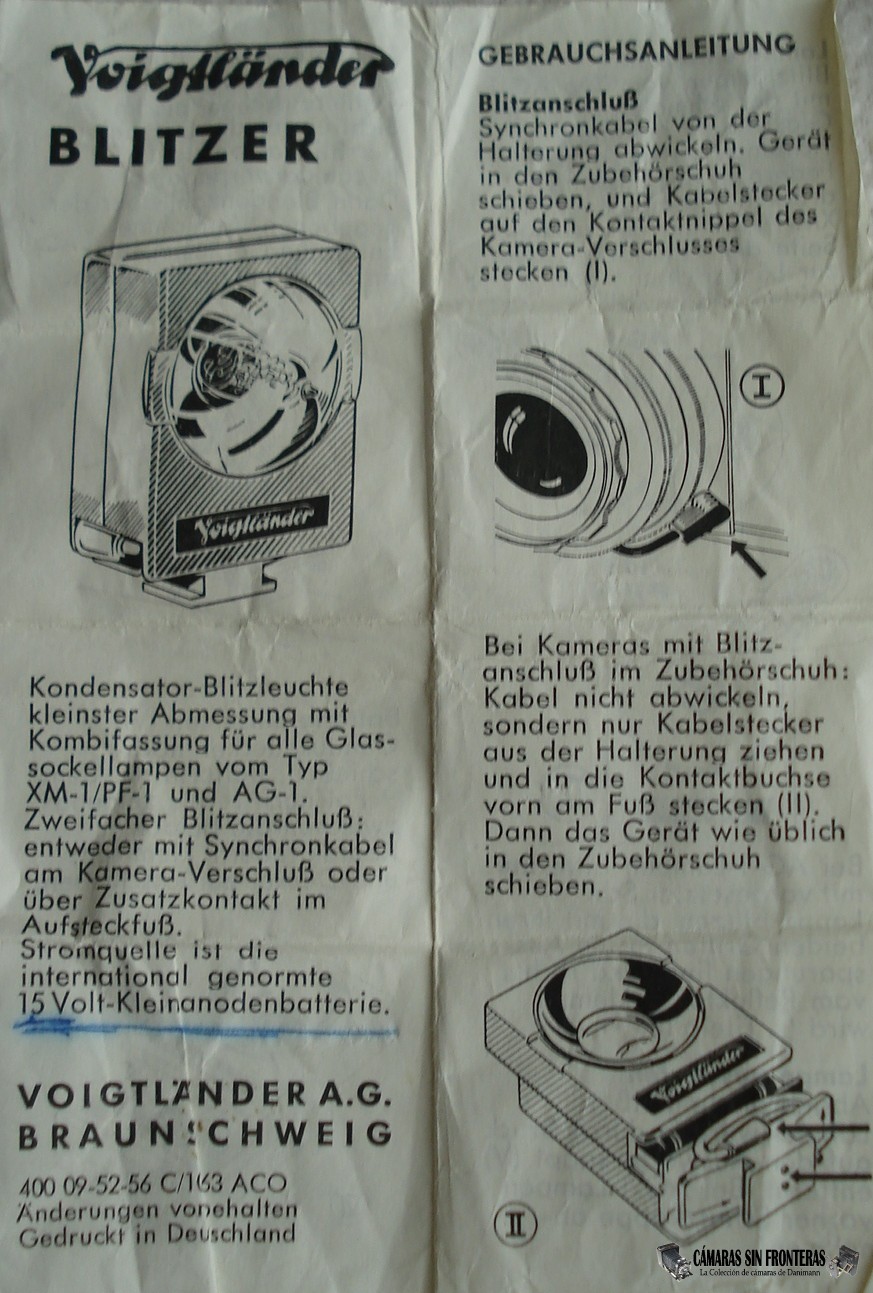 Voigtländer
BLITZER
Voigtländer
Kondensator-Blitzleuchte
kleinster Abmessung mit
Kombifassung für alle Glas-
sockellampen vom Typ
XM-1/PF-1 und AG-1.
Zweifacher Blitzanschluß:
entweder mit Synchronkabel
am Kamera-Verschluß oder
über Zusatzkontakt im
Aufsteckfuß.
Stromquelle ist die
international genormte
15 Volt-Kleinanodenbatterie.
VOIGTLÄNDER A.G.
BRAUNSCHWEIG
400 09-52-56 C/1063 ACO
Änderungen vorbehalten
Gedruckt in Deutschland
GEBRAUCHSANLEITUNG
Blitzanschluß
Synchronkabel von der
Halterung abwickeln. Gerät
in den Zubehörschuh
schieben, und Kabelstecker
auf den Kontaktnippel des
Kamera-Verschlusses
stecken (I).
I
Bei Kameras mit Blitz-
anschluß im Zubehörschuh:
Kabel nicht abwickeln,
sondern nur Kabelstecker
aus der Halterung ziehen
und in die Kontaktbuchse
vorn am Fuß stecken (II).
Dann das Gerät wie üblich
in den Zubehörschuh
schieben.
Voigtländer
II
CÁMARAS SIN FRONTERAS
La Colección de cámaras de Danimann